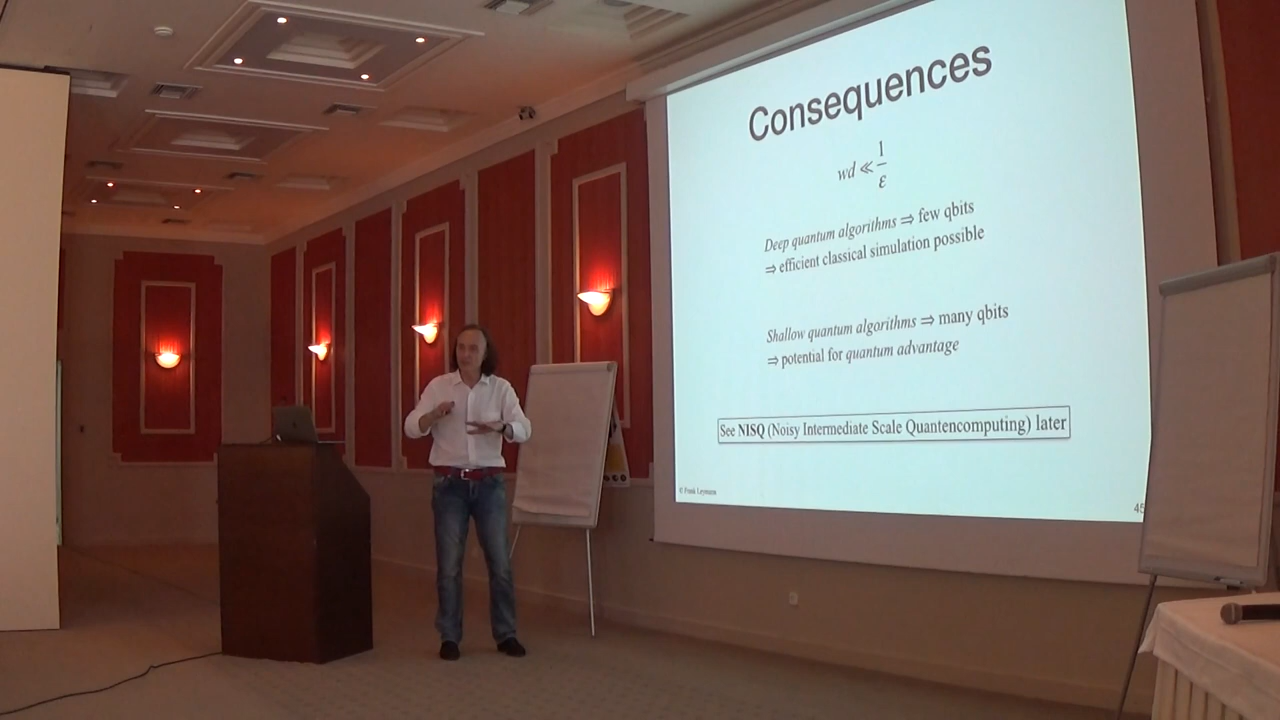 Consequences
wd ≪ 1/ε
Deep quantum algorithms ⇒ few qbits
⇒ efficient classical simulation possible
Shallow quantum algorithms ⇒ many qbits
⇒ potential for quantum advantage
See NISQ (Noisy Intermediate Scale Quantencomputing) later
© Frank Leymann
45